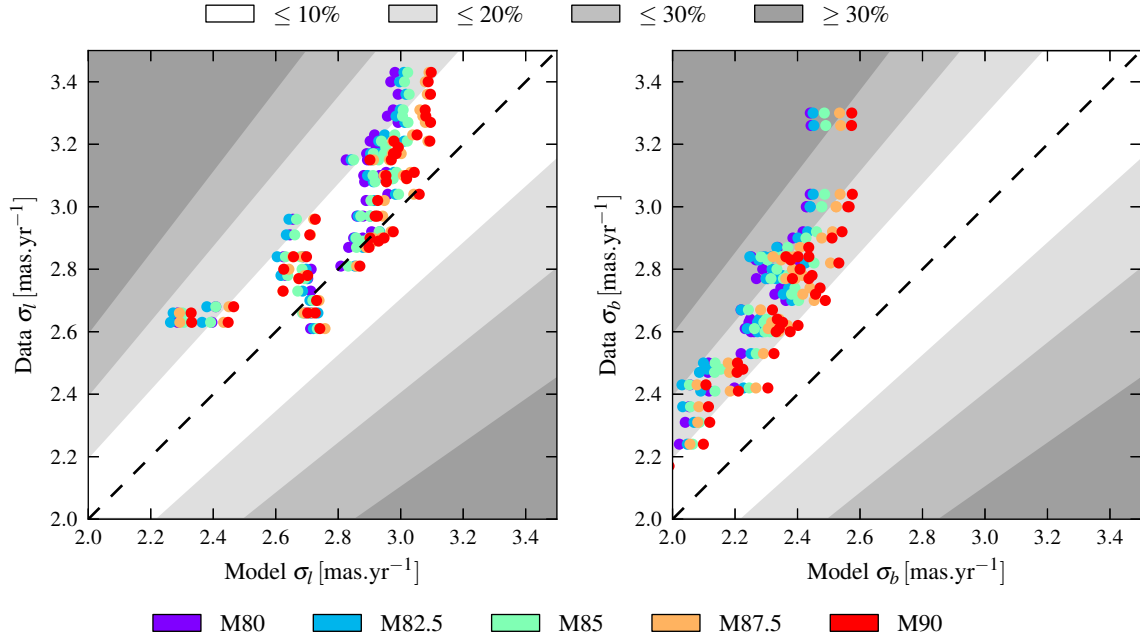 ≤ 10% ≤ 20% ≤ 30% ≥ 30%
Data σ_l [mas.yr⁻¹]
3.4
3.2
3.0
2.8
2.6
2.4
2.2
2.0
2.0 2.2 2.4 2.6 2.8 3.0 3.2 3.4
Model σ_l [mas.yr⁻¹]
Data σ_b [mas.yr⁻¹]
3.4
3.2
3.0
2.8
2.6
2.4
2.2
2.0
2.0 2.2 2.4 2.6 2.8 3.0 3.2 3.4
Model σ_b [mas.yr⁻¹]
M80 M82.5 M85 M87.5 M90